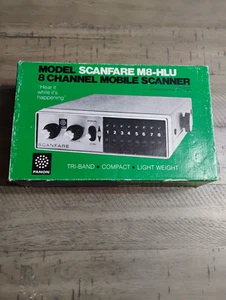 MODEL SCANFARE M8-HLU
8 CHANNEL MOBILE SCANNER
"Hear it
while it's
happening"
1 2 3 4 5 6 7 8
SCANFARE
PANON
TRI-BAND • COMPACT • LIGHT WEIGHT